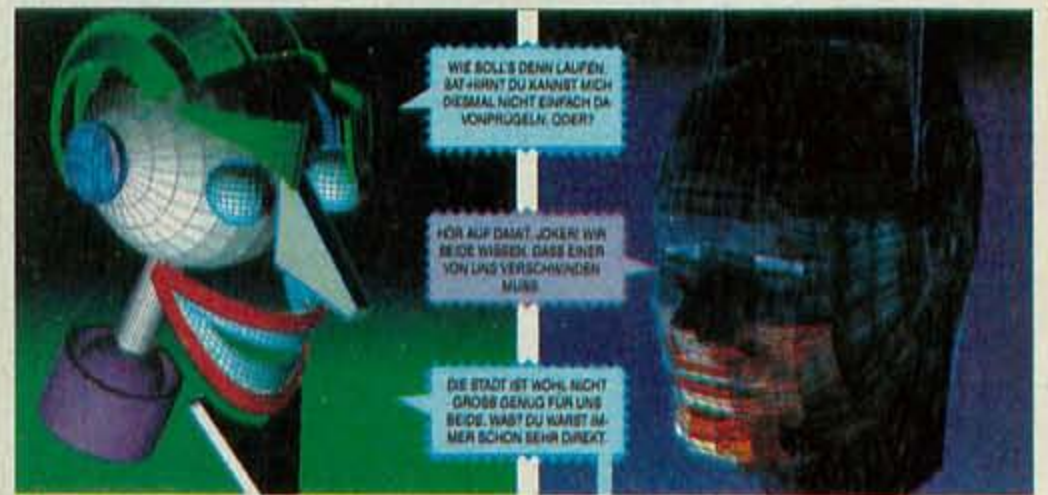 WIE SOLL'S DENN LAUFEN,
BAT-HIRN? DU KANNST MICH
DIESMAL NICHT EINFACH DA-
VONPRÜGELN, ODER?
HÖR AUF DAMIT, JOKER! WIR
BEIDE WISSEN, DASS EINER
VON UNS VERSCHWINDEN
MUSS.
DIE STADT IST WOHL NICHT
GROSS GENUG FÜR UNS
BEIDE, WAS? DU WARST IM-
MER SCHON SEHR DIREKT.